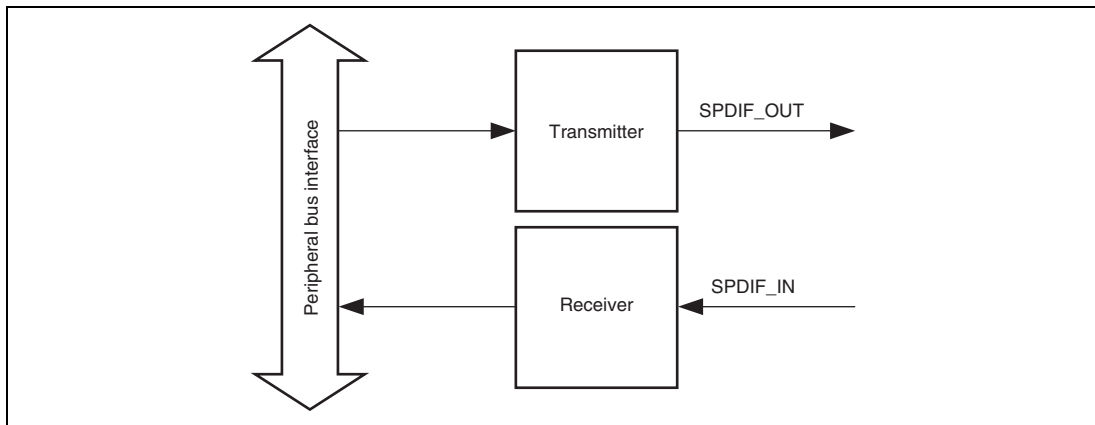 Peripheral bus interface
Transmitter
SPDIF_OUT
Receiver
SPDIF_IN